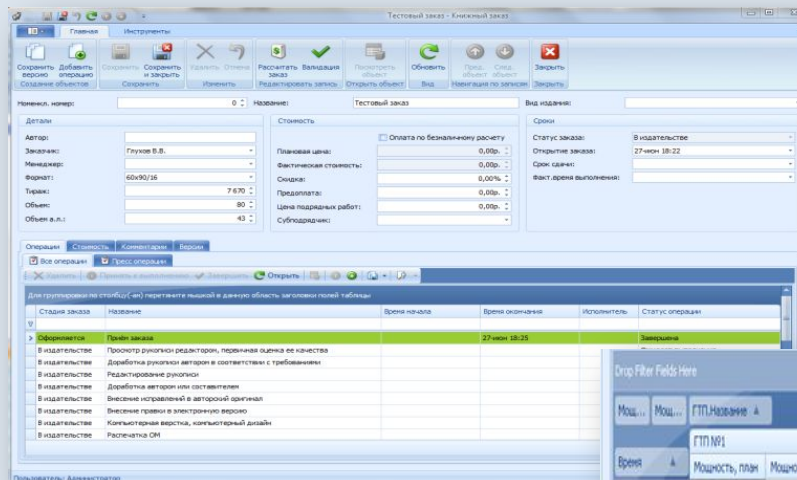 Тестовый заказ - Книжный заказ
Главная Инструменты
Сохранить версию Добавить операцию Сохранить Сохранить и закрыть Удалить Отмена Рассчитать заказ Валидация Посмотреть объект Обновить Пред. объект След. объект Закрыть
Создание объектов Сохранить Изменить Редактировать запись Открыть объект Вид Навигация по записям Закрыть
Номенкл. номер: 0 Название: Тестовый заказ Вид издания:
Детали Стоимость Сроки
Автор: Оплата по безналичному расчету Статус заказа: В издательстве
Заказчик: Глухов В.В. Плановая цена: 0,00р. Открытие заказа: 27-июн 18:22
Менеджер: Фактическая стоимость: 0,00р. Срок сдачи:
Формат: 60x90/16 Скидка: 0,00% Факт.время выполнения:
Тираж: 7 670 Предоплата: 0,00р.
Объем: 80 Цена подрядных работ: 0,00р.
Объем а.л.: 43 Субподрядчик:
Операции Стоимость Комментарии Версии
Все операции Пресс операции
Удалить Принять к выполнению Завершить Открыть
Для группировки по столбцу(-ам) перетяните мышкой в данную область заголовки полей таблицы
Стадия заказа Название Время начала Время окончания Исполнитель Статус операции
Оформляется Приём заказа 27-июн 18:25 Завершена
В издательстве Просмотр рукописи редактором, первичная оценка ее качества
В издательстве Доработка рукописи автором в соответствии с требованиями
В издательстве Редактирование рукописи
В издательстве Доработка автором или составителем
В издательстве Внесение исправлений в авторский оригинал
В издательстве Внесение правки в электронную версию
В издательстве Компьютерная верстка, компьютерный дизайн
В издательстве Распечатка ОМ
Пользователь: Администратор
Drop Filter Fields Here
Мощ... Мощ... ГТП.Название
ГТП №1
Время Мощность, план Мощно